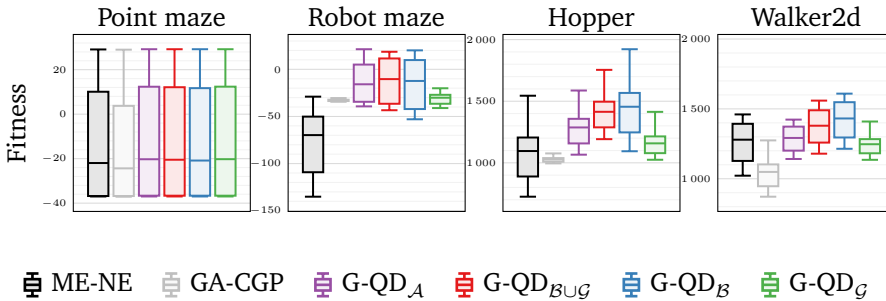 Point maze
Robot maze
Hopper
Walker2d
Fitness
20
0
−20
−40
0
−50
−100
−150
2 000
1 500
1 000
2 000
1 500
1 000
ME-NE
GA-CGP
G-QD𝒜
G-QDℬ∪𝒢
G-QDℬ
G-QD𝒢